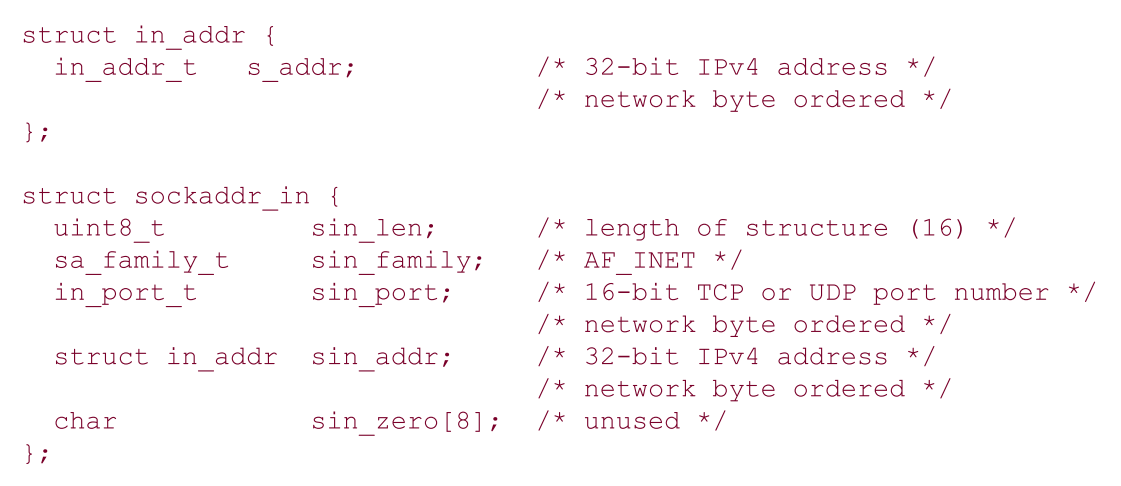 struct in_addr {
  in_addr_t   s_addr;           /* 32-bit IPv4 address */
                                /* network byte ordered */
};

struct sockaddr_in {
  uint8_t         sin_len;      /* length of structure (16) */
  sa_family_t     sin_family;   /* AF_INET */
  in_port_t       sin_port;     /* 16-bit TCP or UDP port number */
                                /* network byte ordered */
  struct in_addr  sin_addr;     /* 32-bit IPv4 address */
                                /* network byte ordered */
  char            sin_zero[8];  /* unused */
};